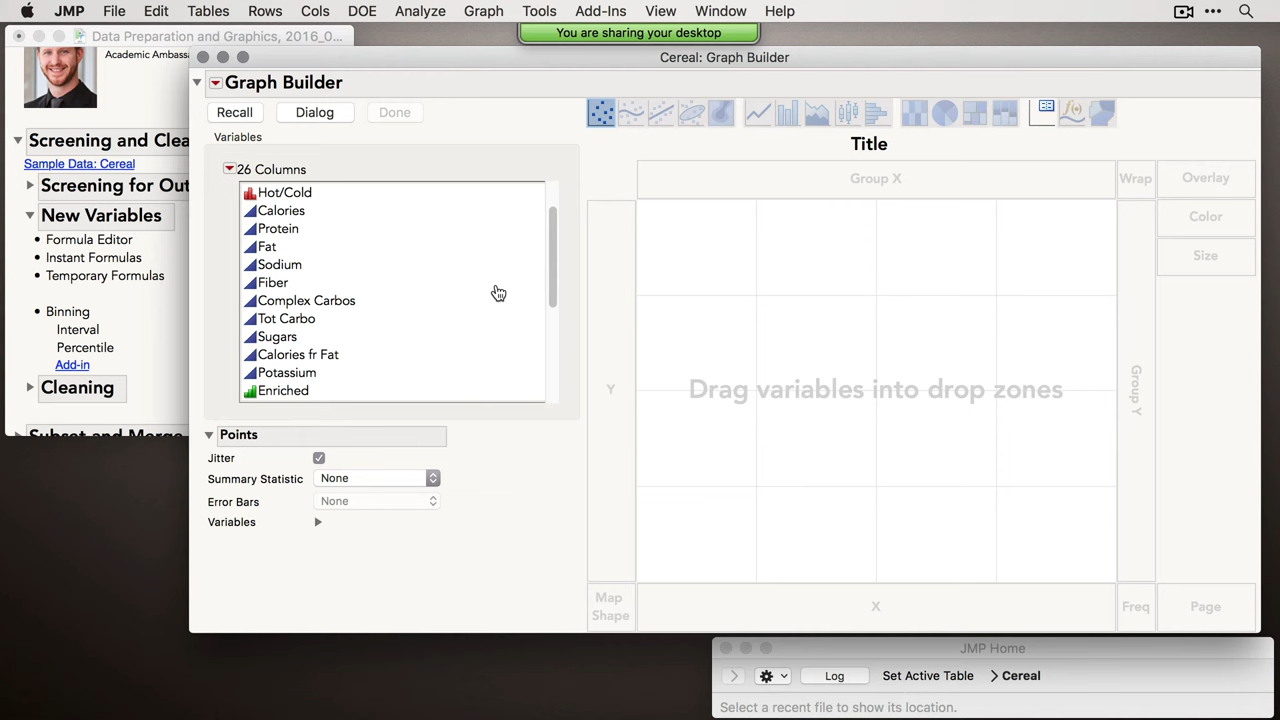 JMP File Edit Tables Rows Cols DOE Analyze Graph Tools Add-Ins View Window Help
You are sharing your desktop
Data Preparation and Graphics, 2016_0...
Academic Ambass
Screening and Clea
Sample Data: Cereal
Screening for Out
New Variables
• Formula Editor
• Instant Formulas
• Temporary Formulas
• Binning
Interval
Percentile
Add-in
Cleaning
Subset and Merge
Cereal: Graph Builder
Graph Builder
Recall Dialog Done
Variables
26 Columns
Hot/Cold
Calories
Protein
Fat
Sodium
Fiber
Complex Carbos
Tot Carbo
Sugars
Calories fr Fat
Potassium
Enriched
Points
Jitter
Summary Statistic None
Error Bars None
Variables
Title
Group X Wrap Overlay
Color
Size
Y
Drag variables into drop zones
Group Y
Map
Shape
X
Freq
Page
JMP Home
Log Set Active Table Cereal
Select a recent file to show its location.